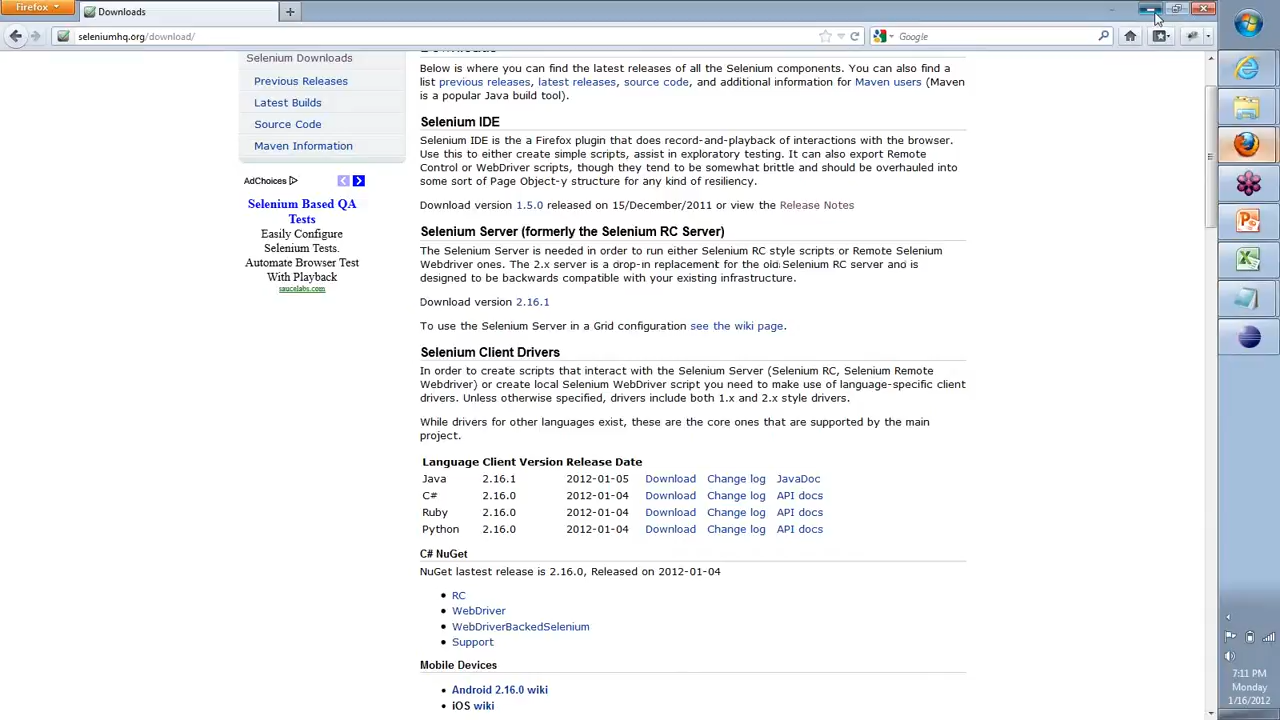 Firefox
Downloads
seleniumhq.org/download/
Google
Selenium Downloads
Previous Releases
Latest Builds
Source Code
Maven Information
AdChoices
Selenium Based QA
Tests
Easily Configure
Selenium Tests.
Automate Browser Test
With Playback
saucelabs.com
Downloads
Below is where you can find the latest releases of all the Selenium components. You can also find a
list previous releases, latest releases, source code, and additional information for Maven users (Maven
is a popular Java build tool).
Selenium IDE
Selenium IDE is the a Firefox plugin that does record-and-playback of interactions with the browser.
Use this to either create simple scripts, assist in exploratory testing. It can also export Remote
Control or WebDriver scripts, though they tend to be somewhat brittle and should be overhauled into
some sort of Page Object-y structure for any kind of resiliency.
Download version 1.5.0 released on 15/December/2011 or view the Release Notes
Selenium Server (formerly the Selenium RC Server)
The Selenium Server is needed in order to run either Selenium RC style scripts or Remote Selenium
Webdriver ones. The 2.x server is a drop-in replacement for the old Selenium RC server and is
designed to be backwards compatible with your existing infrastructure.
Download version 2.16.1
To use the Selenium Server in a Grid configuration see the wiki page.
Selenium Client Drivers
In order to create scripts that interact with the Selenium Server (Selenium RC, Selenium Remote
Webdriver) or create local Selenium WebDriver script you need to make use of language-specific client
drivers. Unless otherwise specified, drivers include both 1.x and 2.x style drivers.
While drivers for other languages exist, these are the core ones that are supported by the main
project.
Language Client Version Release Date
Java 2.16.1 2012-01-05 Download Change log JavaDoc
C# 2.16.0 2012-01-04 Download Change log API docs
Ruby 2.16.0 2012-01-04 Download Change log API docs
Python 2.16.0 2012-01-04 Download Change log API docs
C# NuGet
NuGet lastest release is 2.16.0, Released on 2012-01-04
RC
WebDriver
WebDriverBackedSelenium
Support
Mobile Devices
Android 2.16.0 wiki
iOS wiki
7:11 PM
Monday
1/16/2012